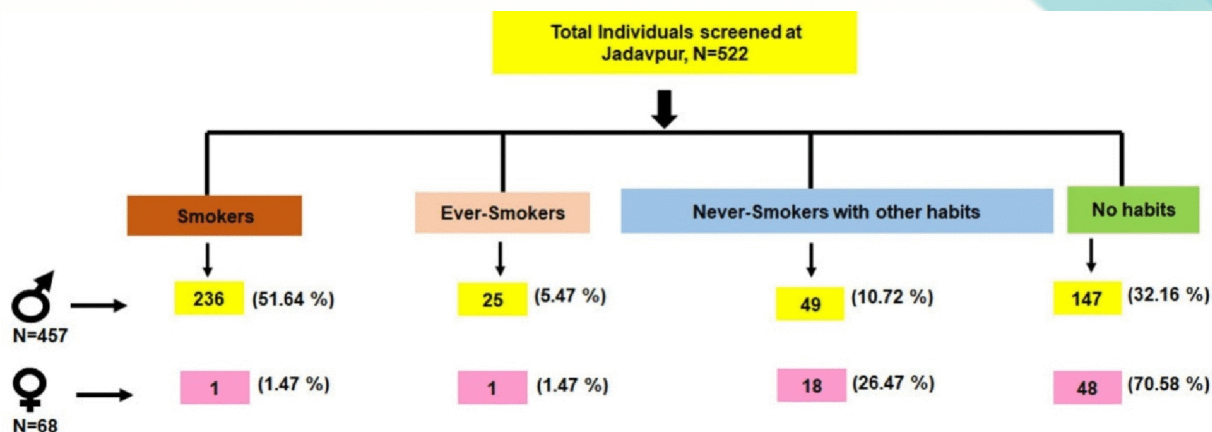 Total Individuals screened at
Jadavpur, N=522
Smokers
Ever-Smokers
Never-Smokers with other habits
No habits
236 (51.64 %)
25 (5.47 %)
49 (10.72 %)
147 (32.16 %)
N=457
1 (1.47 %)
1 (1.47 %)
18 (26.47 %)
48 (70.58 %)
N=68